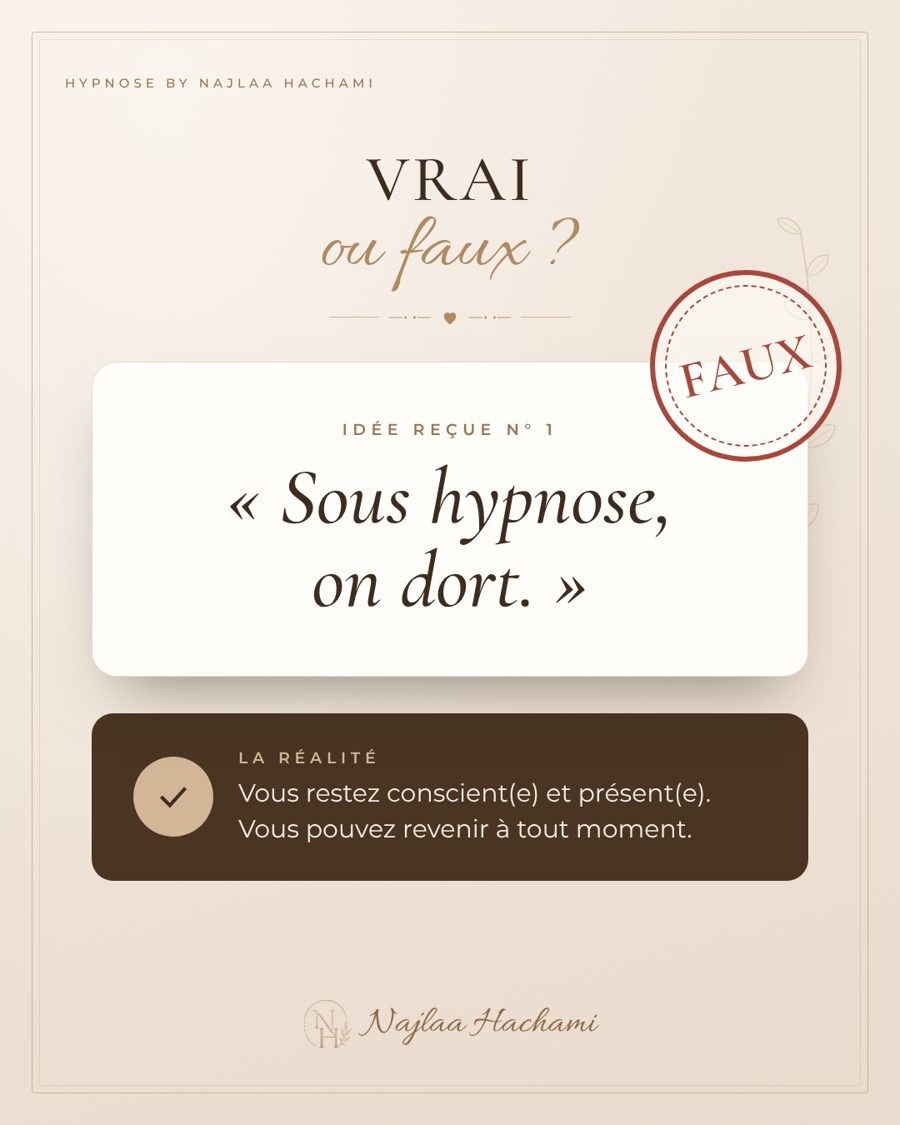 HYPNOSE BY NAJLAA HACHAMI
VRAI
ou faux ?
FAUX
IDÉE REÇUE N° 1
« Sous hypnose,
on dort. »
LA RÉALITÉ
Vous restez conscient(e) et présent(e).
Vous pouvez revenir à tout moment.
NH
Najlaa Hachami